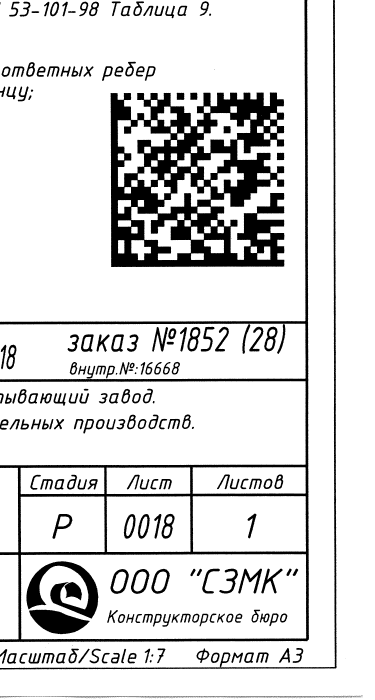 53-101-98 Таблица 9.
ответных ребер
нцу;
18 заказ №1852 (28)
внутр.№:16668
тывающий завод.
ельных производств.
Стадия Лист Листов
Р 0018 1
ООО "СЗМК"
Конструкторское бюро
Масштаб/Scale 1:7 Формат А3